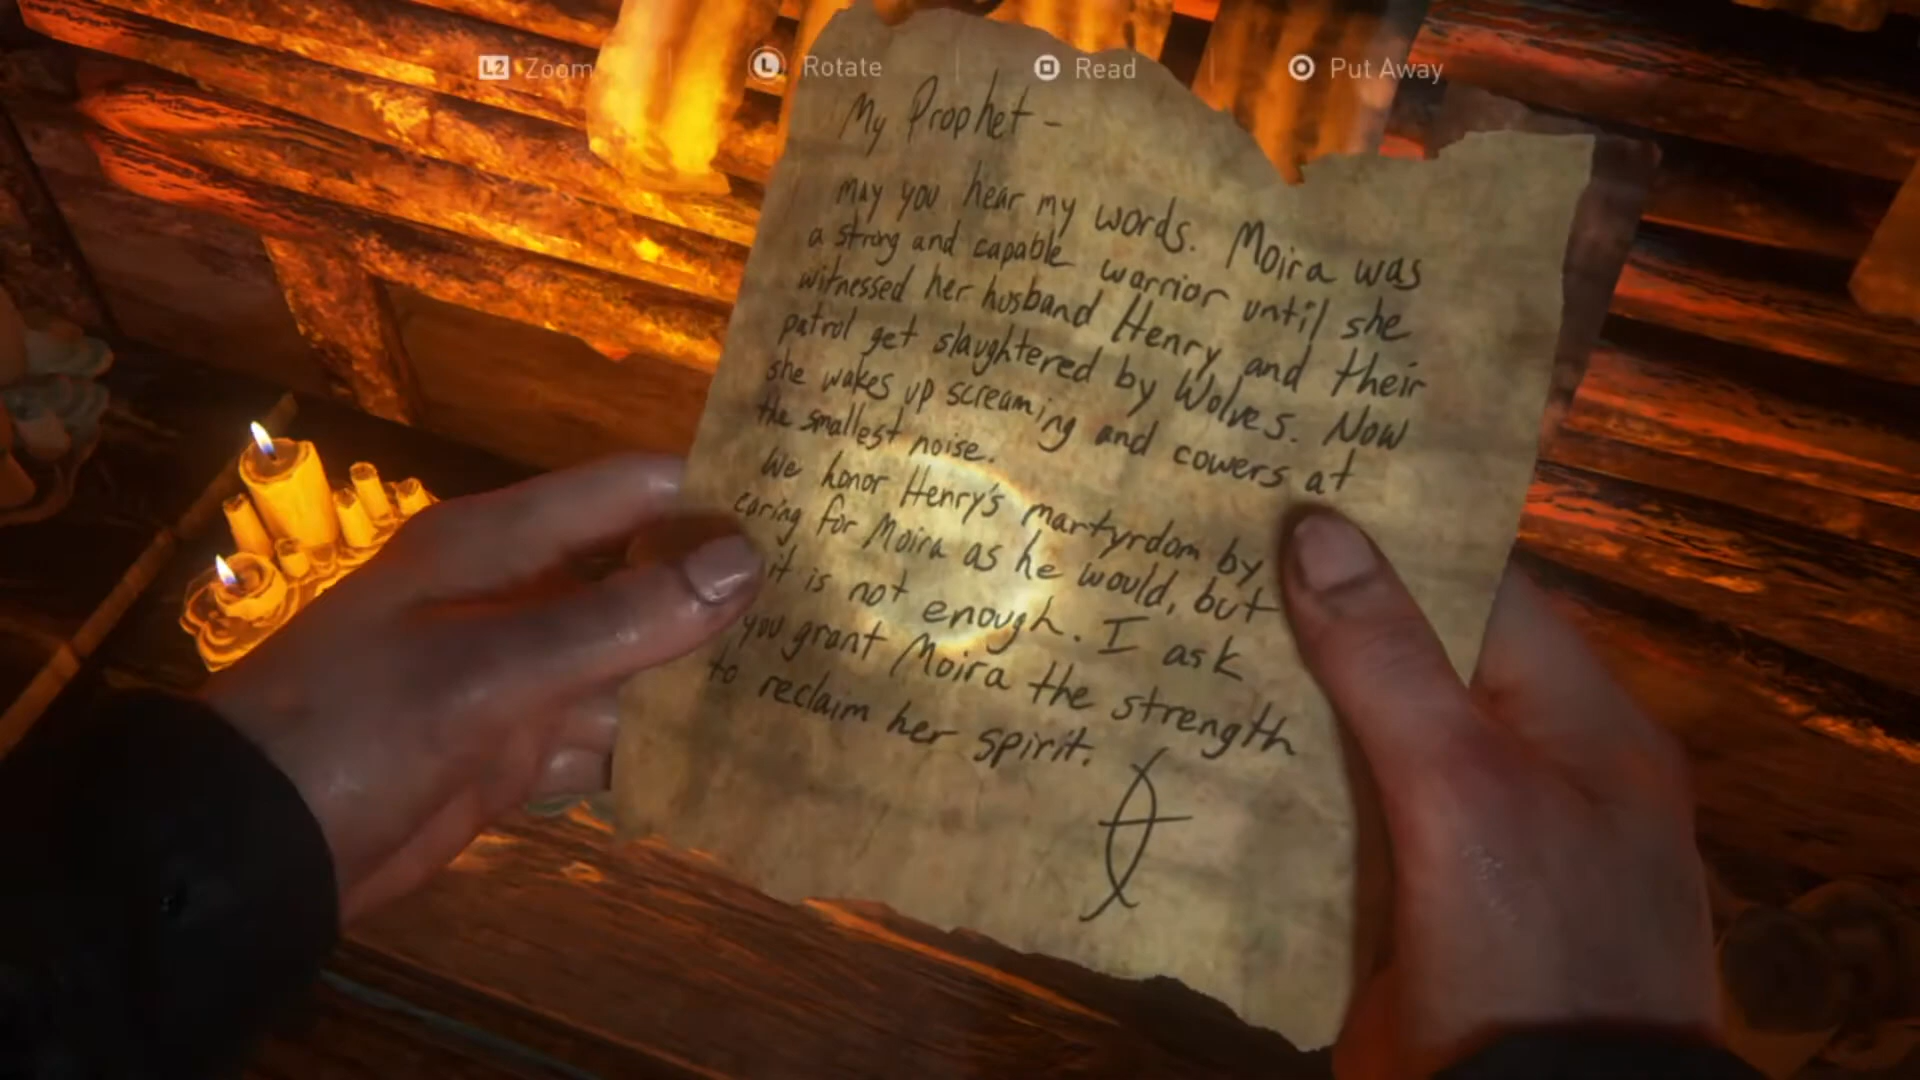 L2 Zoom L Rotate Read Put Away
My Prophet -
may you hear my words. Moira was
a strong and capable warrior until she
witnessed her husband Henry and their
patrol get slaughtered by Wolves. Now
she wakes up screaming and cowers at
the smallest noise.
We honor Henry's martyrdom by
caring for Moira as he would, but
it is not enough. I ask
you grant Moira the strength
to reclaim her spirit.